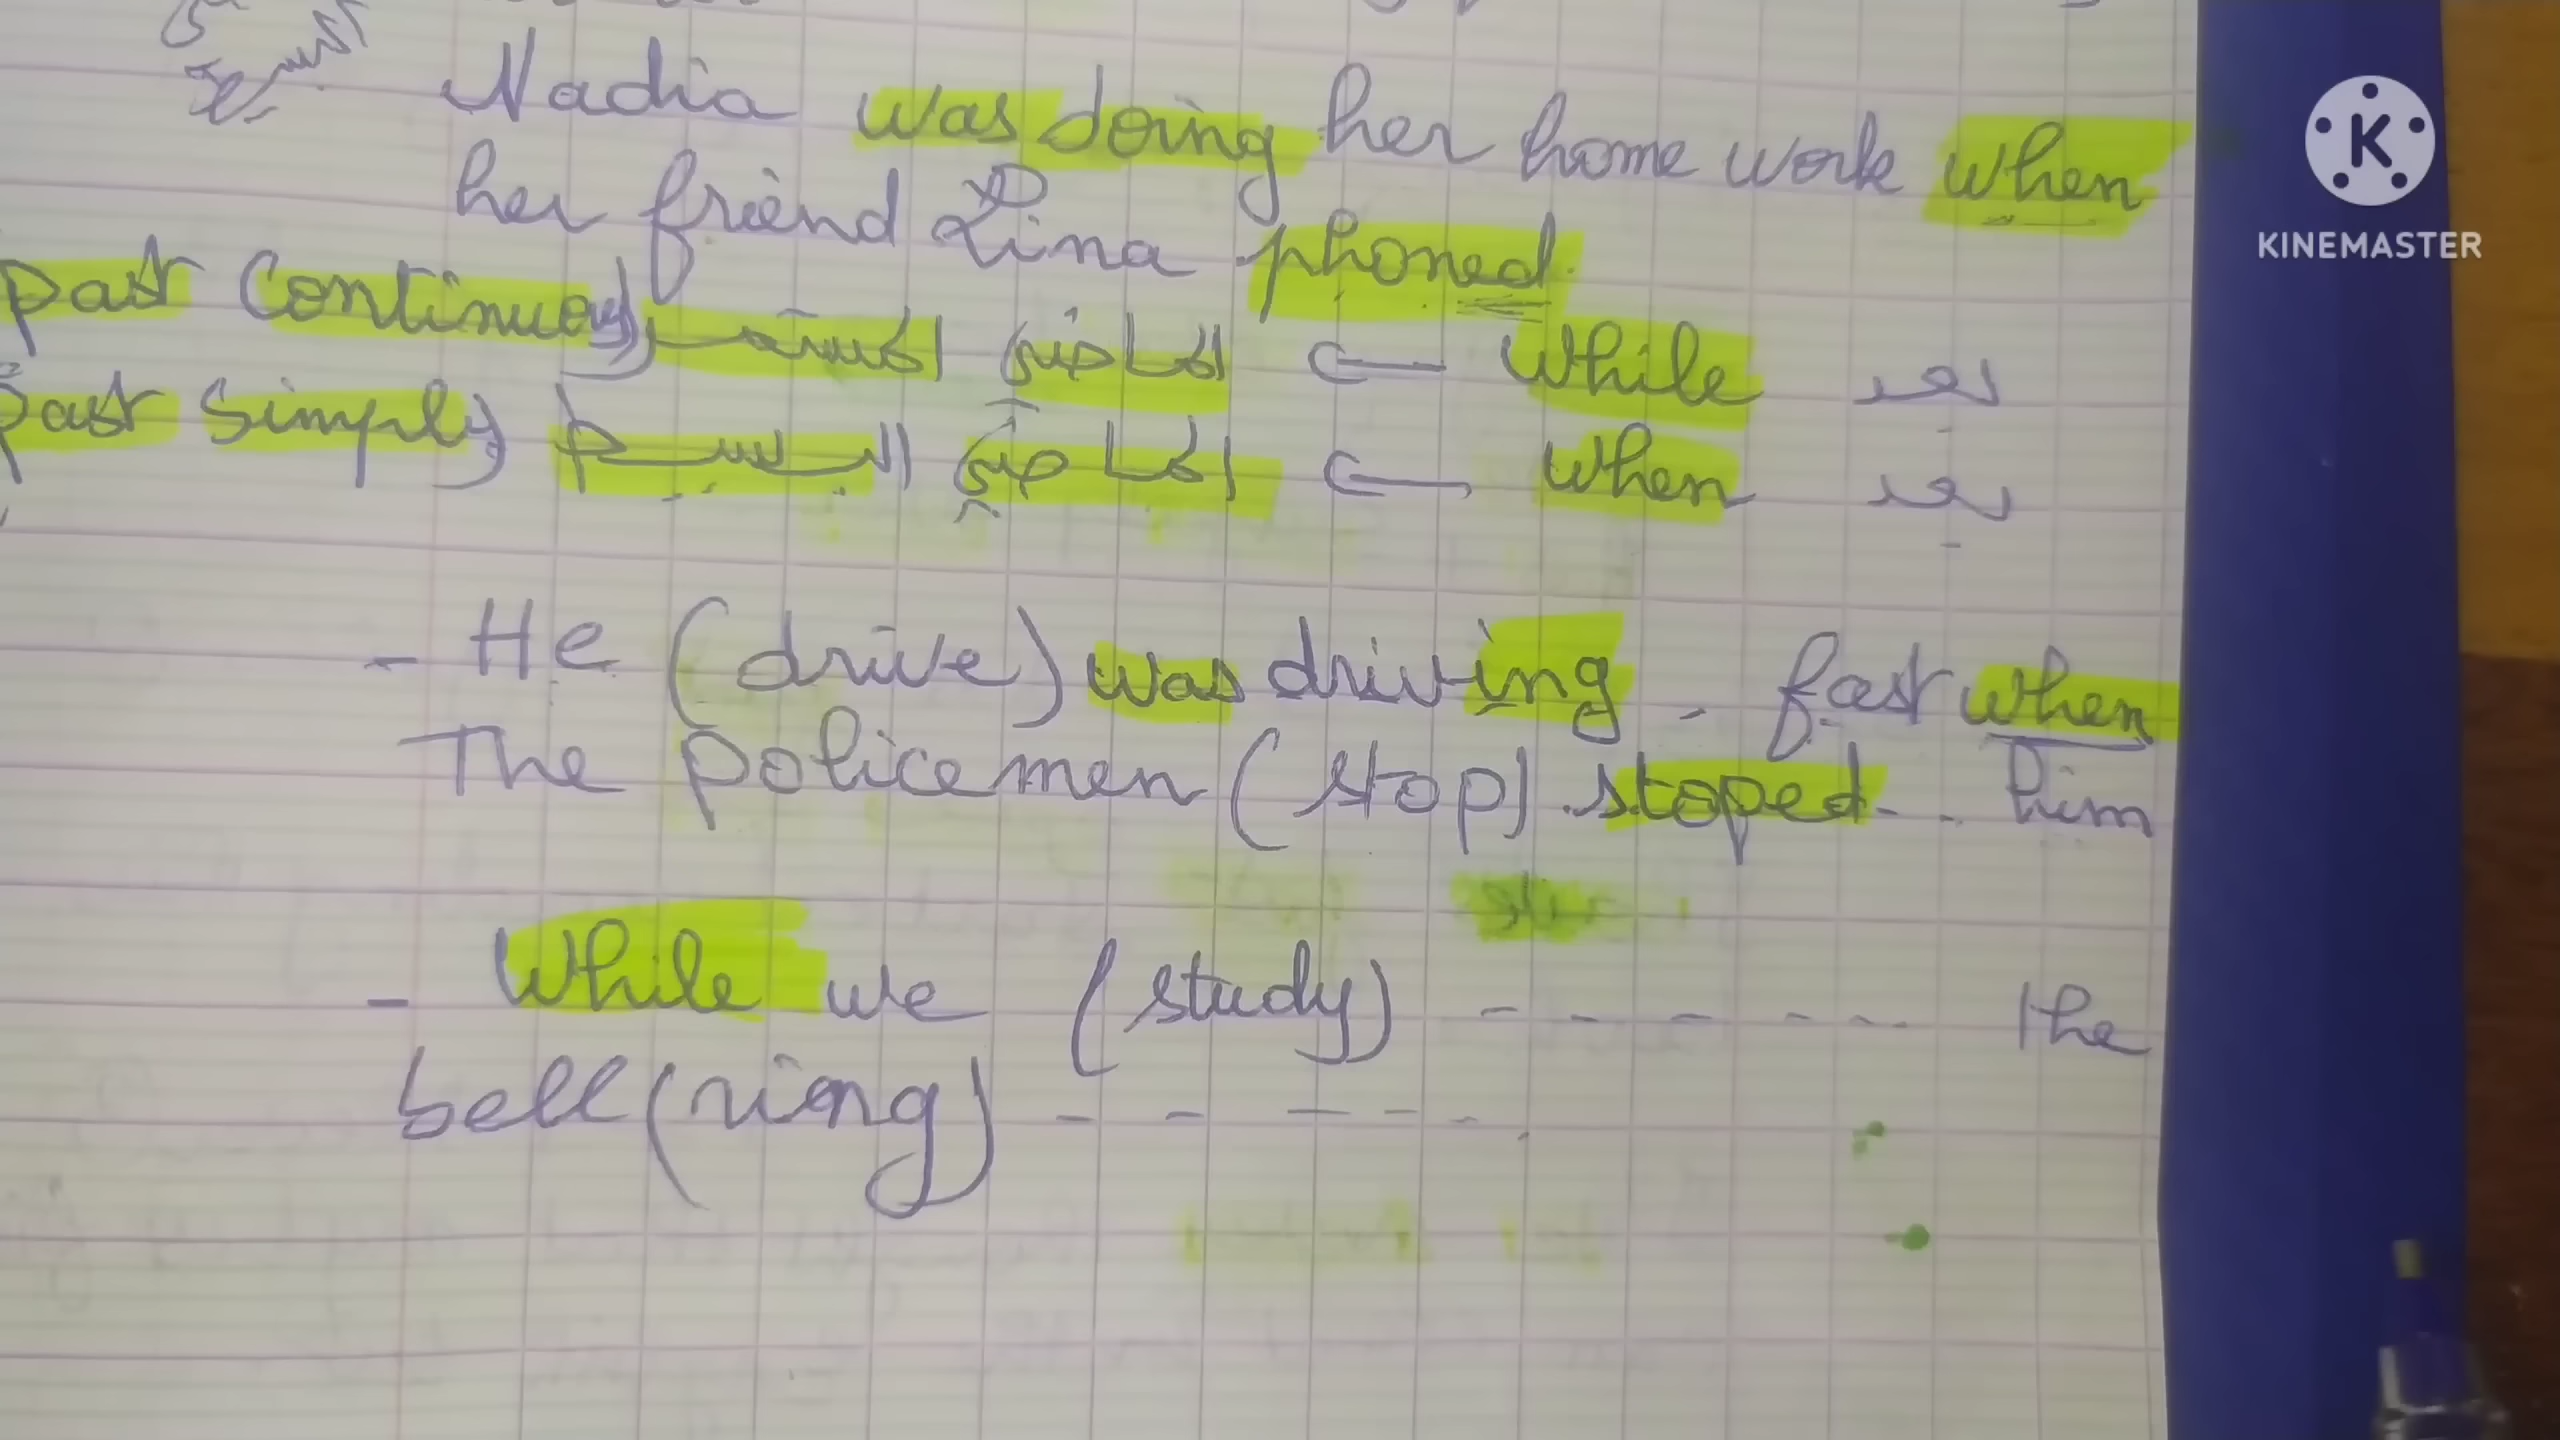 Nadia was doing her home work when
her friend Lina phoned.
بعد while → الماضي المستمر (Past Continuous
بعد when → الماضي البسيط (Past Simply
- He (drive) was driving fast when
The policemen (stop) stoped him
- While we (study) ------ the
bell (ring) ------
KINEMASTER